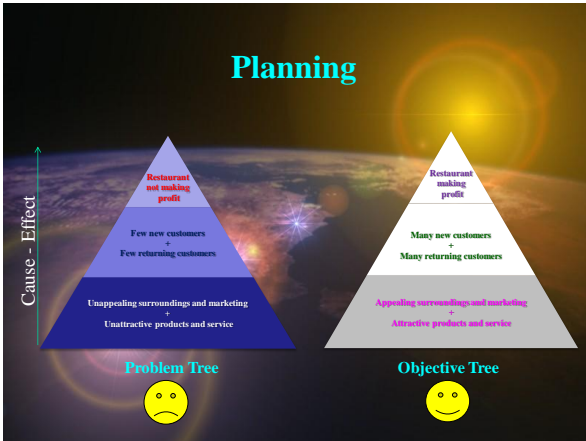 Planning
Cause - Effect
Restaurant
not making
profit
Few new customers
+
Few returning customers
Unappealing surroundings and marketing
+
Unattractive products and service
Problem Tree
Restaurant
making
profit
Many new customers
+
Many returning customers
Appealing surroundings and marketing
+
Attractive products and service
Objective Tree